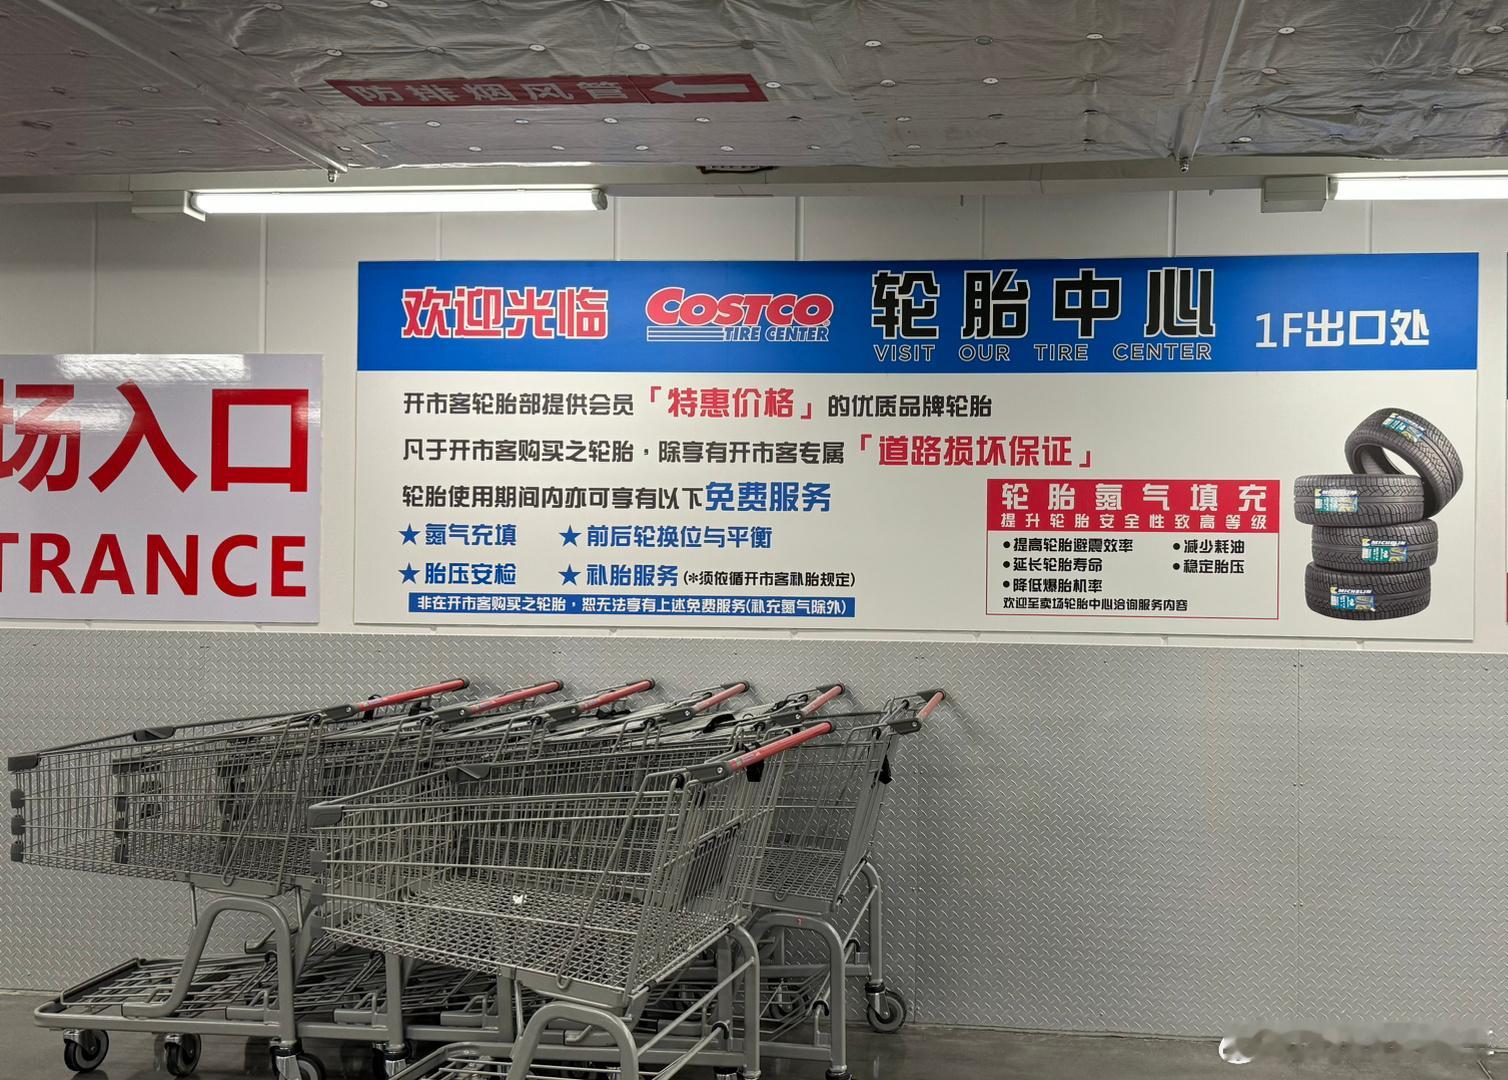 防排烟风管
场入口
TRANCE
欢迎光临
COSTCO
TIRE CENTER
轮胎中心
VISIT OUR TIRE CENTER
1F出口处
开市客轮胎部提供会员「特惠价格」的优质品牌轮胎
凡于开市客购买之轮胎，除享有开市客专属「道路损坏保证」
轮胎使用期间内亦可享有以下免费服务
★氮气充填 ★前后轮换位与平衡
★胎压安检 ★补胎服务(*须依循开市客补胎规定)
非在开市客购买之轮胎，恕无法享有上述免费服务(补充氮气除外)
轮胎氮气填充
提升轮胎安全性致高等级
●提高轮胎避震效率 ●减少耗油
●延长轮胎寿命 ●稳定胎压
●降低爆胎机率
欢迎至卖场轮胎中心洽询服务内容
MICHELIN
MICHELIN